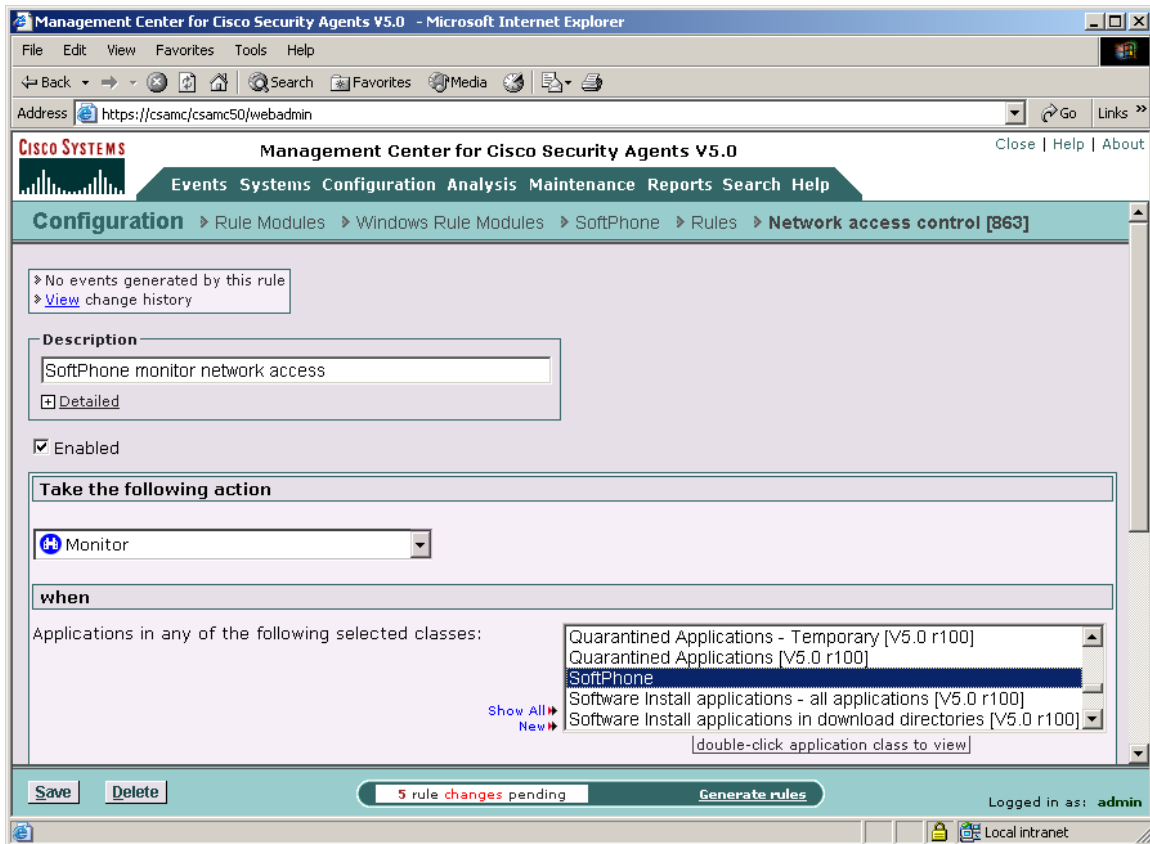 Management Center for Cisco Security Agents V5.0 - Microsoft Internet Explorer
File Edit View Favorites Tools Help
Back Search Favorites Media
Address https://csamc/csamc50/webadmin Go Links »
CISCO SYSTEMS
Management Center for Cisco Security Agents V5.0
Close | Help | About
Events Systems Configuration Analysis Maintenance Reports Search Help
Configuration Rule Modules Windows Rule Modules SoftPhone Rules Network access control [863]
No events generated by this rule
View change history
Description
SoftPhone monitor network access
Detailed
Enabled
Take the following action
Monitor
when
Applications in any of the following selected classes:
Quarantined Applications - Temporary [V5.0 r100]
Quarantined Applications [V5.0 r100]
SoftPhone
Software Install applications - all applications [V5.0 r100]
Software Install applications in download directories [V5.0 r100]
Show All
New
double-click application class to view
Save Delete
5 rule changes pending Generate rules
Logged in as: admin
Local intranet